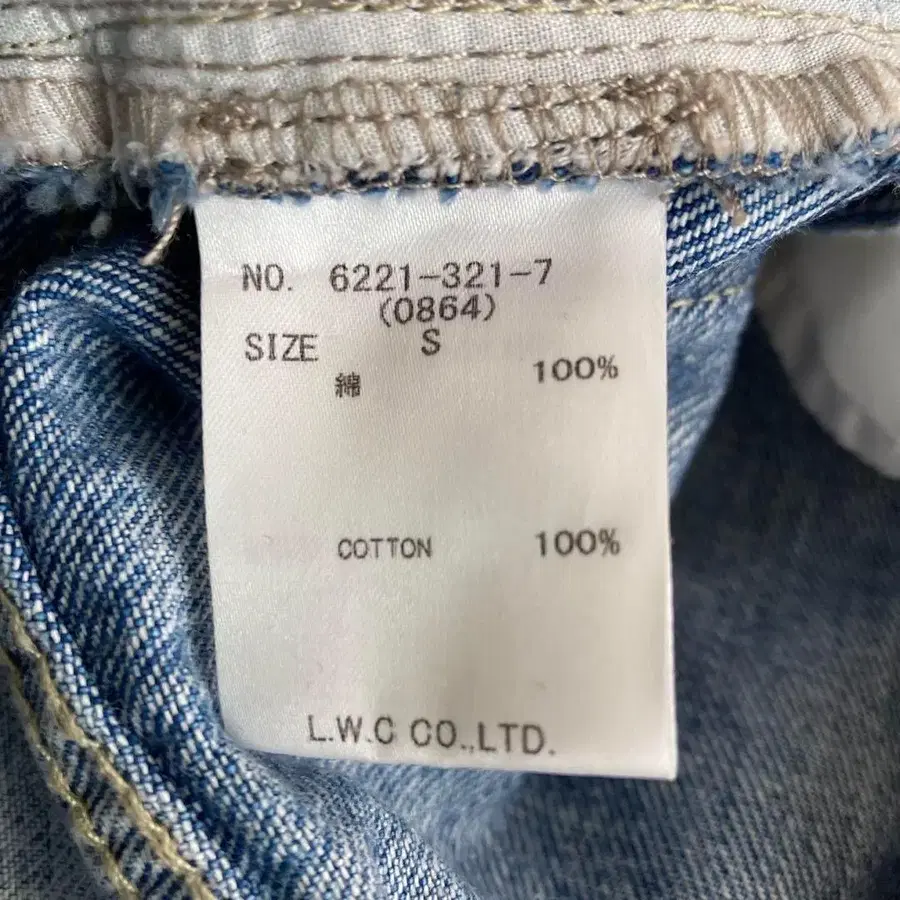 NO. 6221-321-7
(0864)
SIZE S
綿 100%
COTTON 100%
L.W.C CO.,LTD.